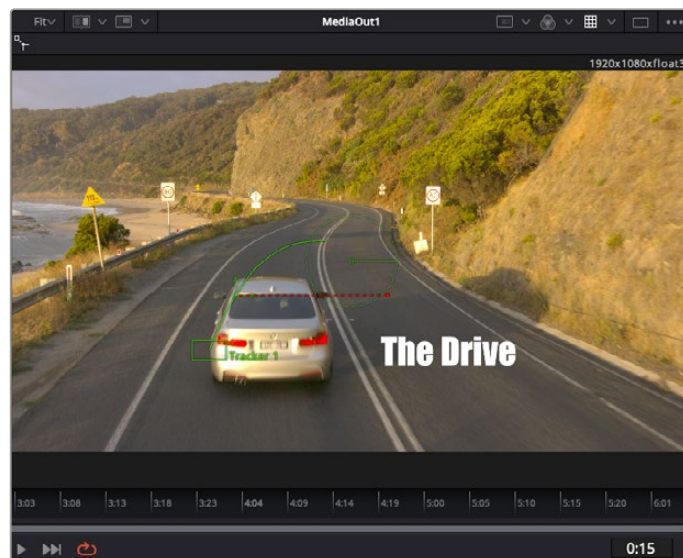 Fit
MediaOut1
1920x1080xfloat3
Tracker 1
The Drive
3:03 3:08 3:13 3:18 3:23 4:04 4:09 4:14 4:19 5:00 5:05 5:10 5:15 5:20 6:01
0:15